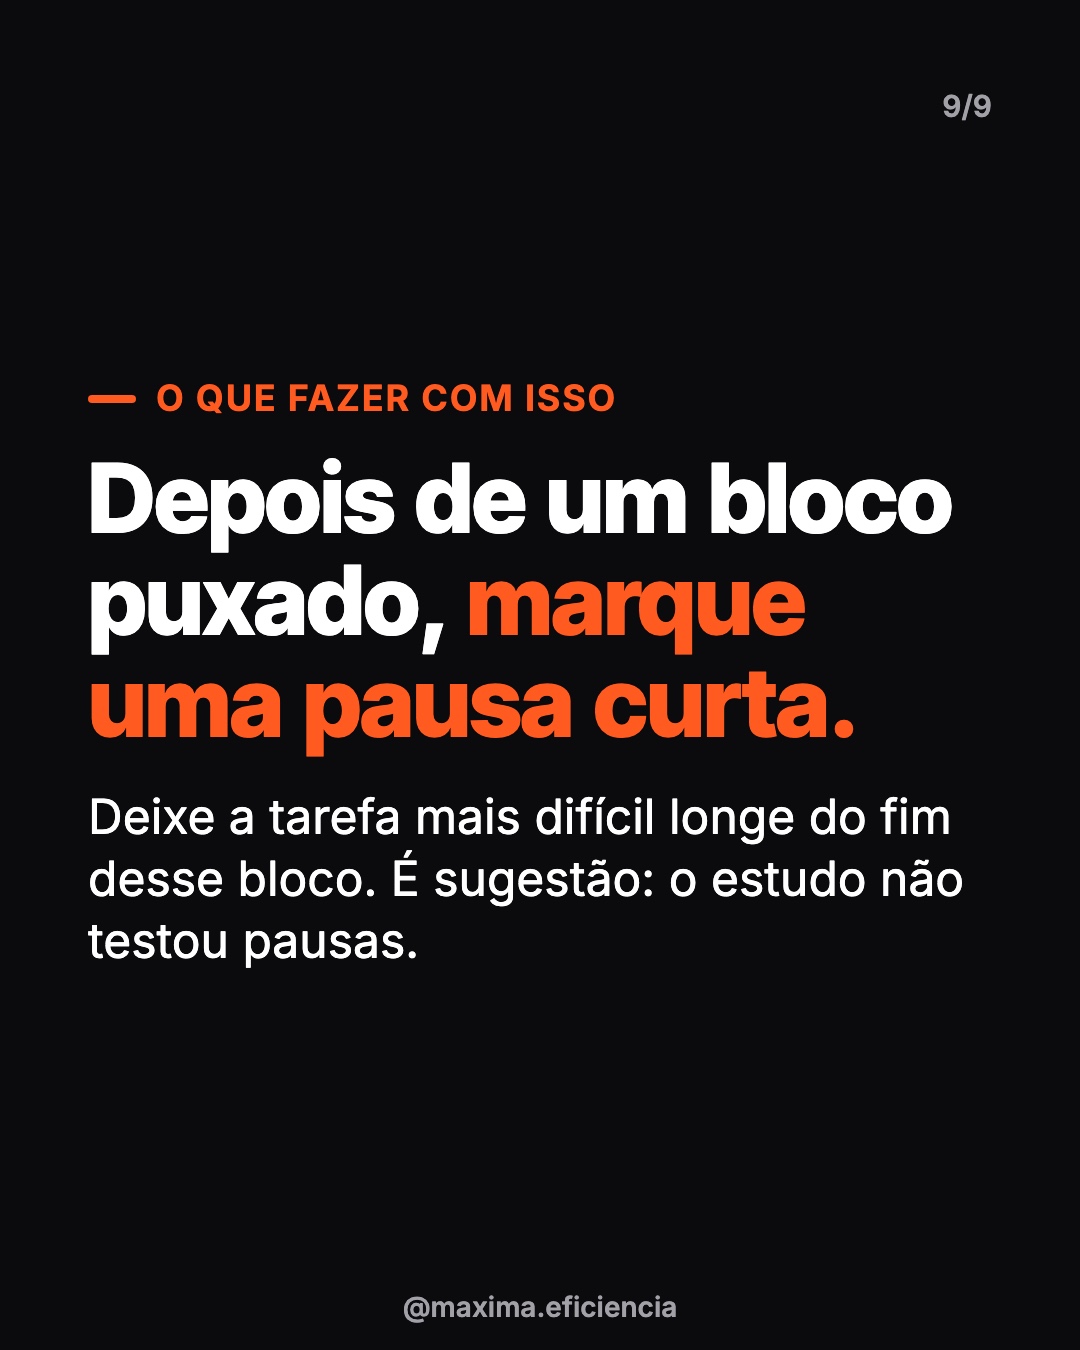 9/9
O QUE FAZER COM ISSO
Depois de um bloco
puxado, marque
uma pausa curta.
Deixe a tarefa mais difícil longe do fim
desse bloco. É sugestão: o estudo não
testou pausas.
@maxima.eficiencia